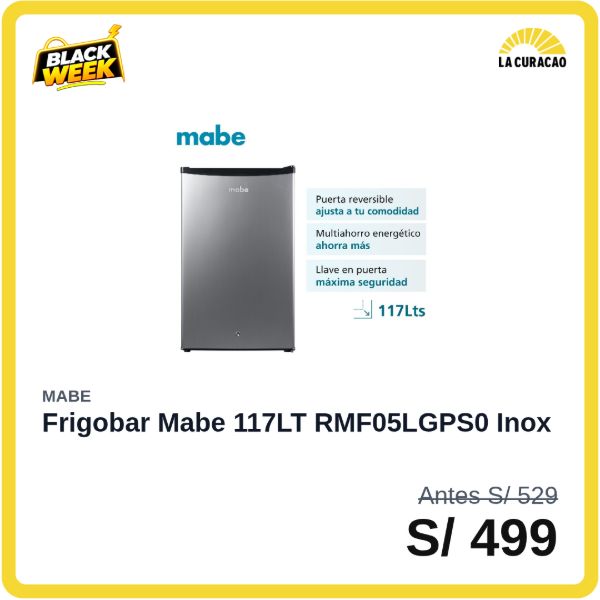 BLACK
WEEK
LA CURACAO
mabe
mabe
Puerta reversible
ajusta a tu comodidad
Multiahorro energético
ahorra más
Llave en puerta
máxima seguridad
117Lts
MABE
Frigobar Mabe 117LT RMF05LGPS0 Inox
Antes S/ 529
S/ 499